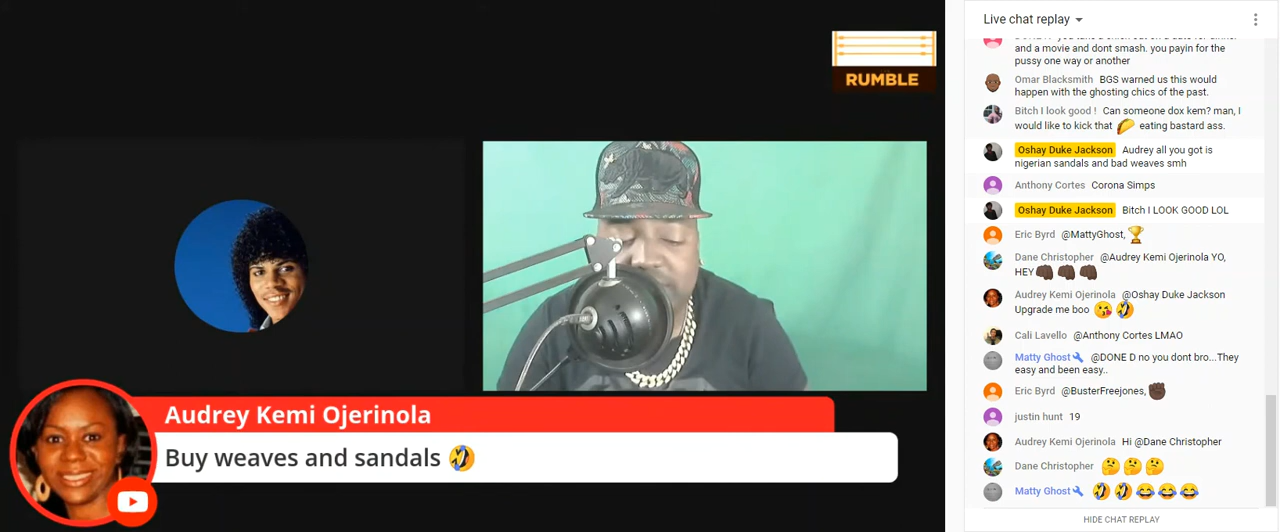 RUMBLE
Audrey Kemi Ojerinola
Buy weaves and sandals 🤣
Live chat replay
and a movie and dont smash. you payin for the
pussy one way or another
Omar Blacksmith BGS warned us this would
happen with the ghosting chics of the past.
Bitch I look good ! Can someone dox kem? man, I
would like to kick that 🌮 eating bastard ass.
Oshay Duke Jackson Audrey all you got is
nigerian sandals and bad weaves smh
Anthony Cortes Corona Simps
Oshay Duke Jackson Bitch I LOOK GOOD LOL
Eric Byrd @MattyGhost, 🏆
Dane Christopher @Audrey Kemi Ojerinola YO,
HEY 👊🏿👊🏿👊🏿
Audrey Kemi Ojerinola @Oshay Duke Jackson
Upgrade me boo 😘🤣
Cali Lavello @Anthony Cortes LMAO
Matty Ghost @DONE D no you dont bro...They
easy and been easy..
Eric Byrd @BusterFreejones, ✊🏿
justin hunt 19
Audrey Kemi Ojerinola Hi @Dane Christopher
Dane Christopher 🤔🤔🤔
Matty Ghost 🤣🤣😂😂😂
HIDE CHAT REPLAY